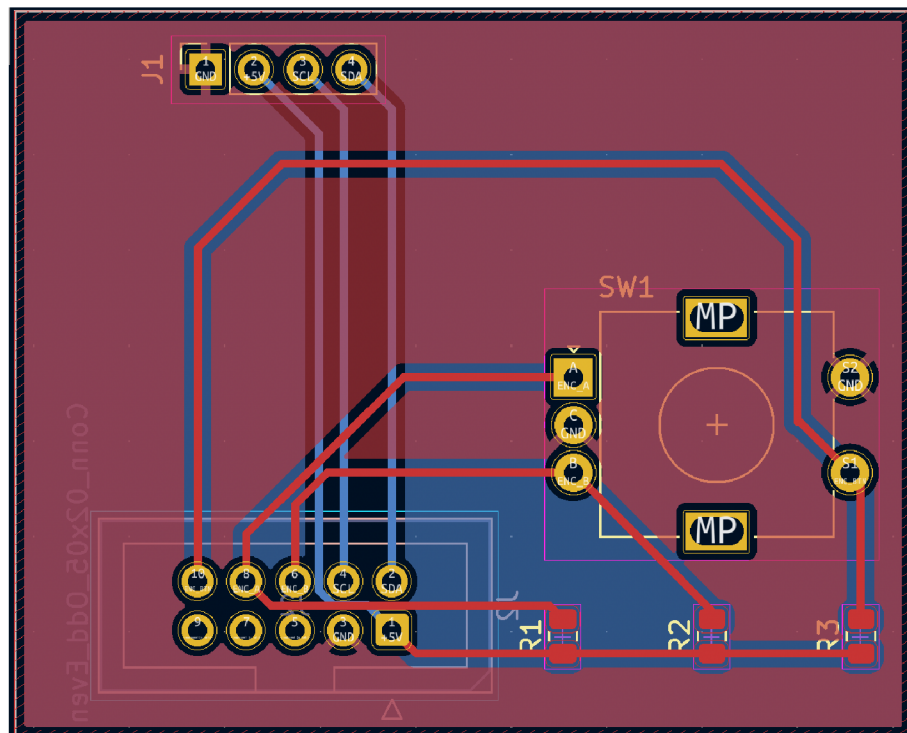 J1
1
GND
2
+5V
3
SCL
4
SDA
SW1
MP
A
ENC_A
S2
GND
C
GND
B
ENC_B
S1
ENC_BTN
MP
Conn_02x05_Odd_Even
10
8
6
4
SCL
2
SDA
J2
9
7
5
3
GND
1
+5V
R1
R2
R3